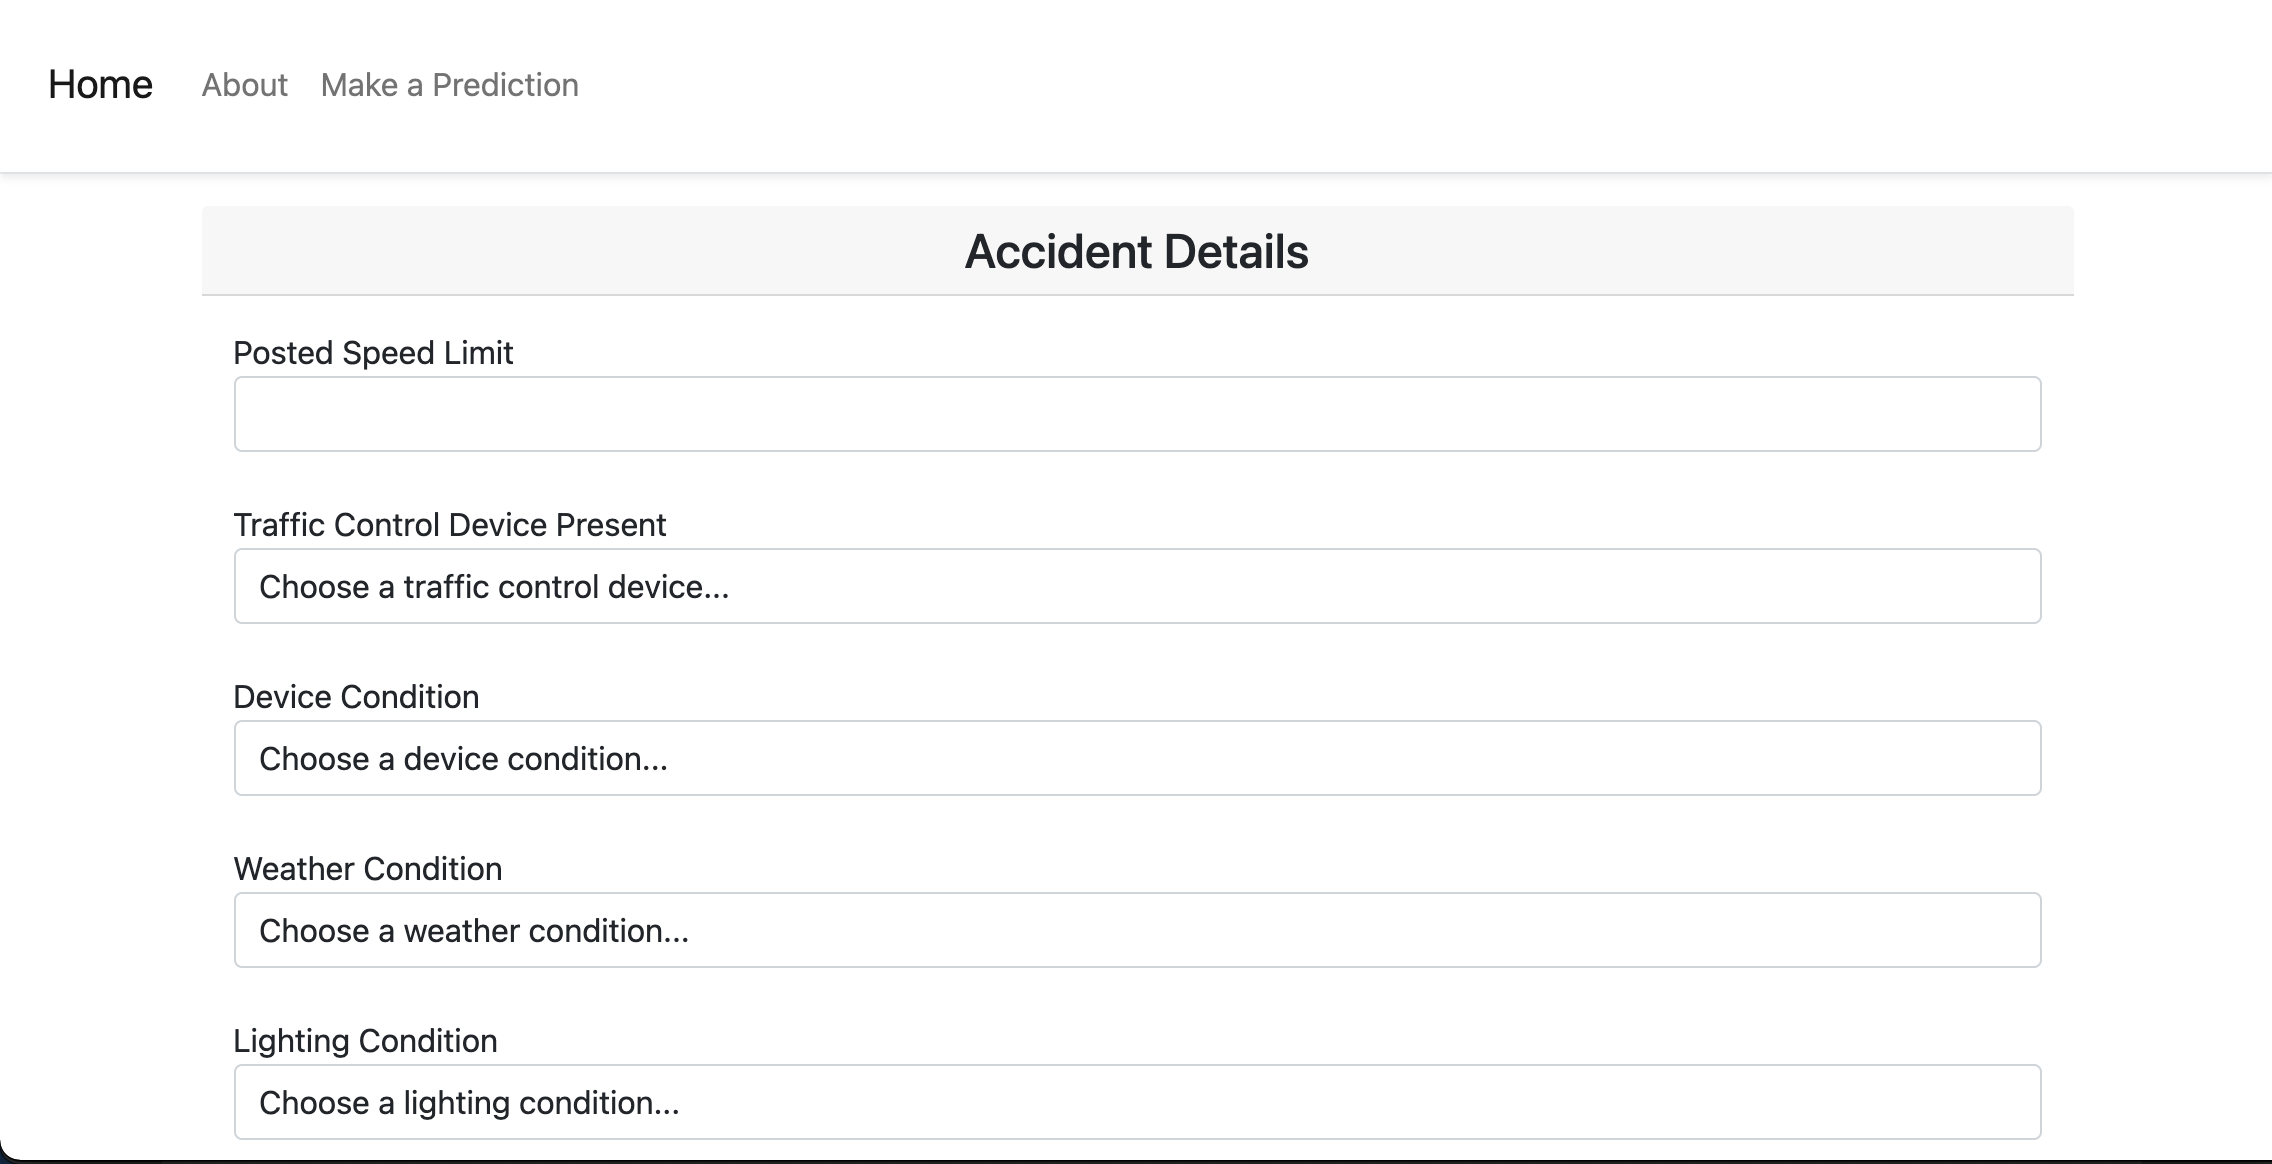 Home About Make a Prediction
Accident Details
Posted Speed Limit
Traffic Control Device Present
Choose a traffic control device...
Device Condition
Choose a device condition...
Weather Condition
Choose a weather condition...
Lighting Condition
Choose a lighting condition...